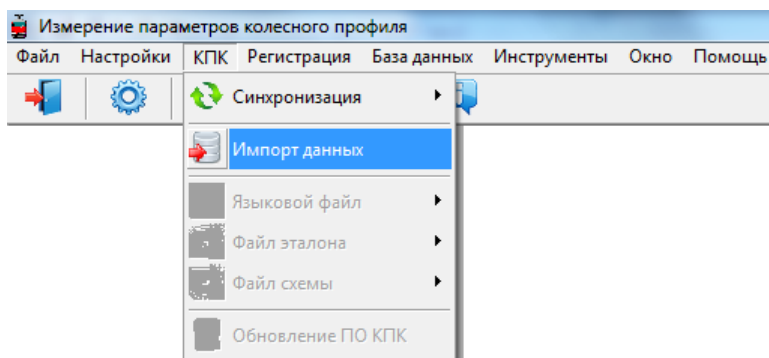 Измерение параметров колесного профиля
Файл Настройки КПК Регистрация База данных Инструменты Окно Помощь
Синхронизация
Импорт данных
Языковой файл
Файл эталона
Файл схемы
Обновление ПО КПК